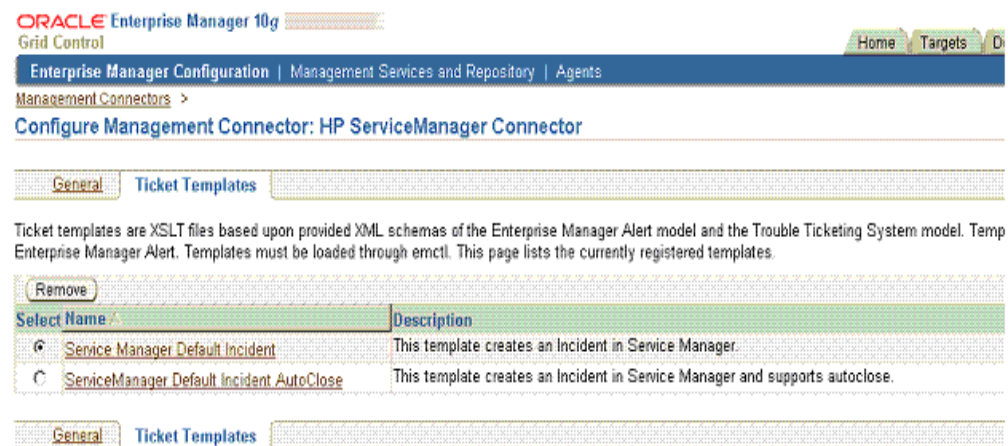 ORACLE Enterprise Manager 10g
Grid Control
Home Targets D
Enterprise Manager Configuration | Management Services and Repository | Agents
Management Connectors >
Configure Management Connector: HP ServiceManager Connector
General Ticket Templates
Ticket templates are XSLT files based upon provided XML schemas of the Enterprise Manager Alert model and the Trouble Ticketing System model. Temp
Enterprise Manager Alert. Templates must be loaded through emctl. This page lists the currently registered templates.
Remove
Select Name Description
Service Manager Default Incident This template creates an Incident in Service Manager.
ServiceManager Default Incident AutoClose This template creates an Incident in Service Manager and supports autoclose.
General Ticket Templates